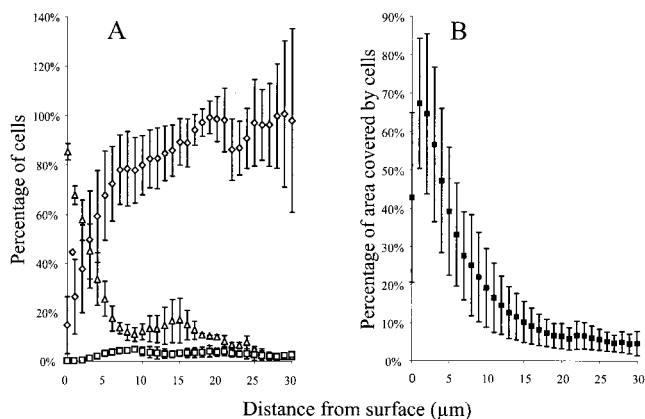 A
B
Percentage of cells
140%
120%
100%
80%
60%
40%
20%
0%
0 5 10 15 20 25 30
Percentage of area covered by cells
90%
80%
70%
60%
50%
40%
30%
20%
10%
0%
0 5 10 15 20 25 30
Distance from surface (µm)